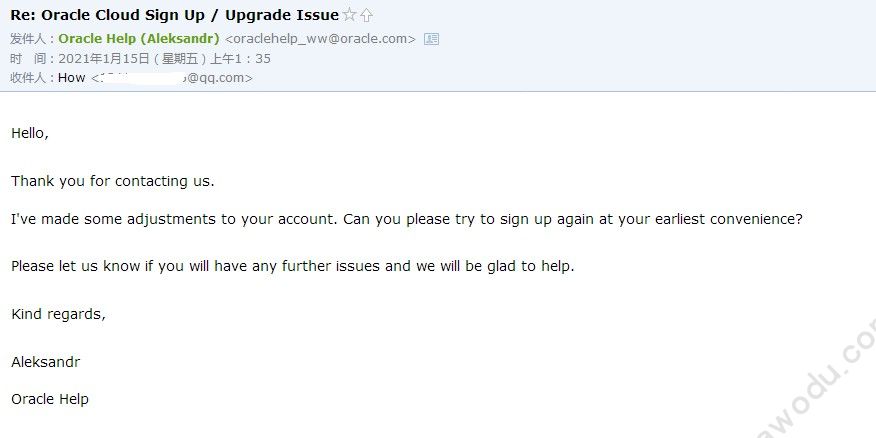 Re: Oracle Cloud Sign Up / Upgrade Issue
发件人：Oracle Help (Aleksandr) <oraclehelp_ww@oracle.com>
时 间：2021年1月15日（星期五）上午1：35
收件人：How < @qq.com>
Hello,
Thank you for contacting us.
I've made some adjustments to your account. Can you please try to sign up again at your earliest convenience?
Please let us know if you will have any further issues and we will be glad to help.
Kind regards,
Aleksandr
Oracle Help